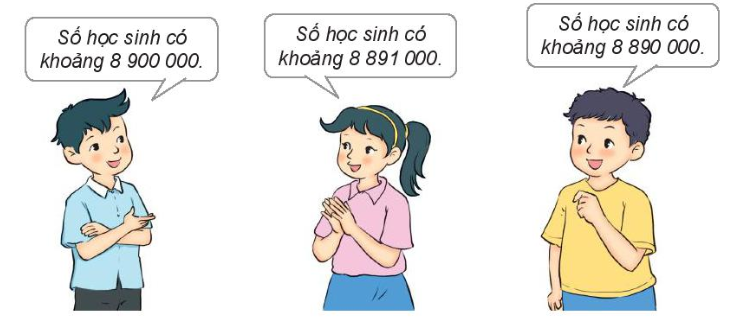 Số học sinh có
khoảng 8 900 000.
Số học sinh có
khoảng 8 891 000.
Số học sinh có
khoảng 8 890 000.